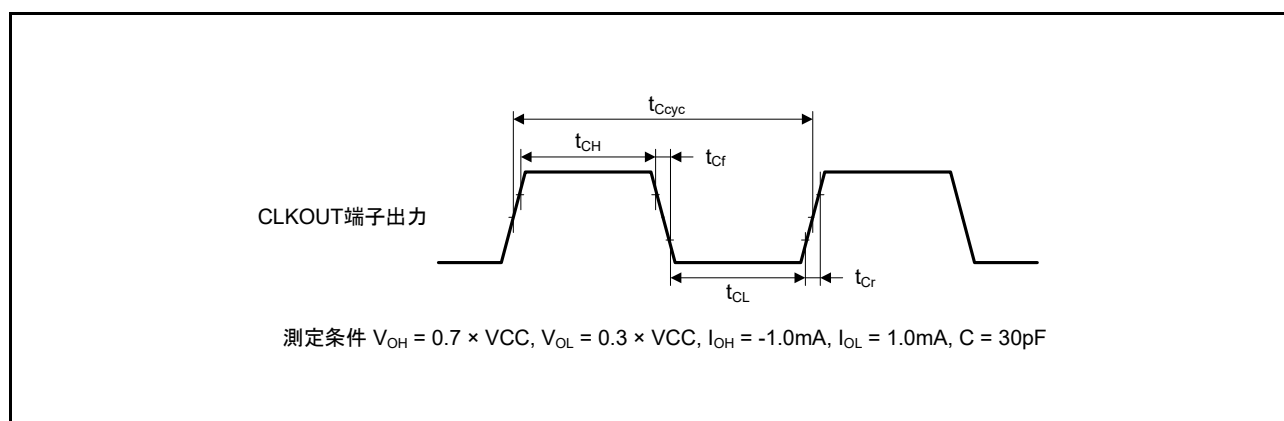 tCcyc
tCH
tCf
CLKOUT端子出力
tCL
tCr
測定条件 VOH = 0.7 × VCC, VOL = 0.3 × VCC, IOH = -1.0mA, IOL = 1.0mA, C = 30pF